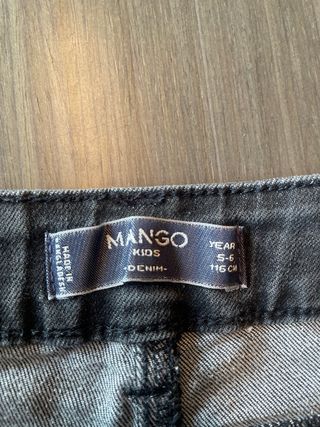 MADE IN
BANGLADESH
MANGO
KIDS
-DENIM-
YEAR
5-6
116 CM